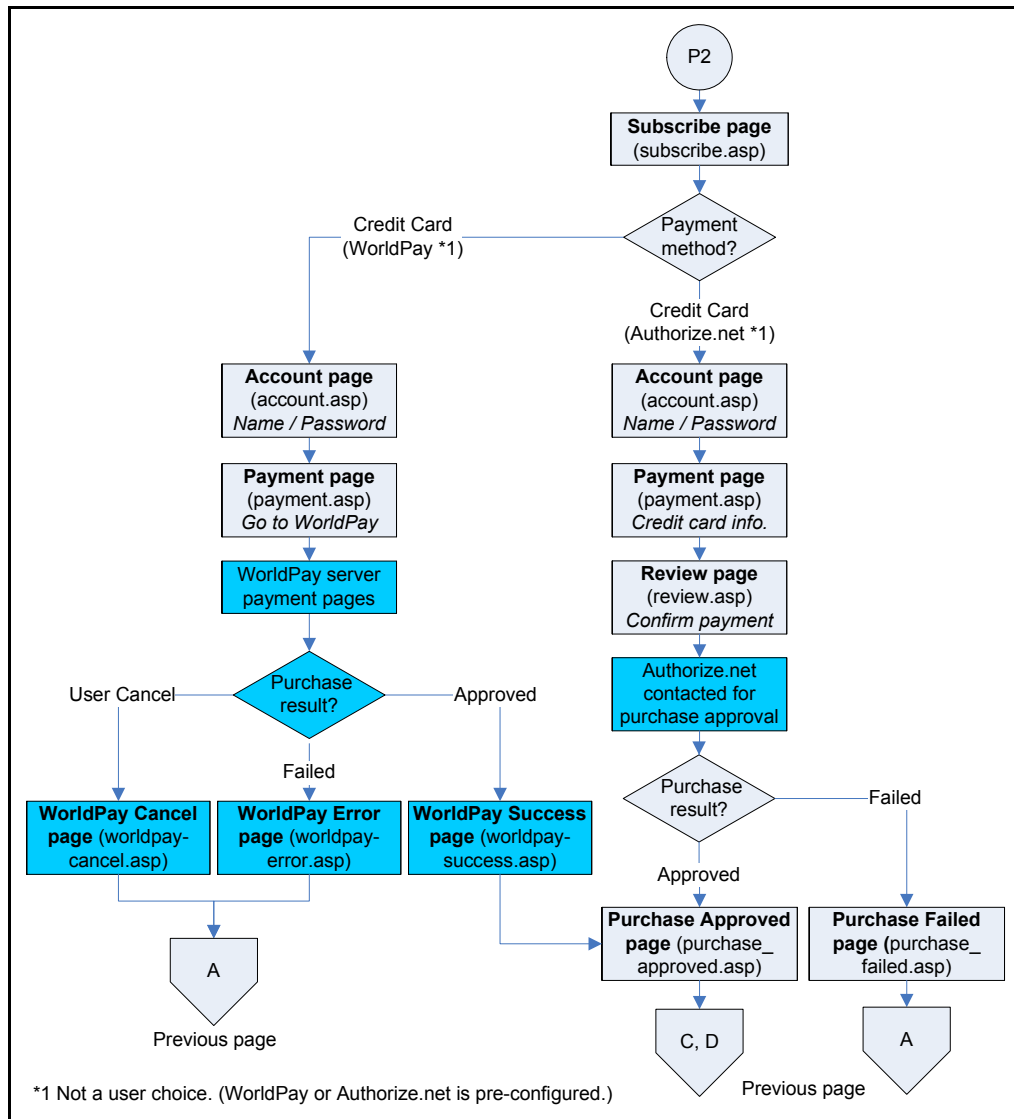 P2
Subscribe page
(subscribe.asp)
Payment
method?
Credit Card
(WorldPay *1)
Credit Card
(Authorize.net *1)
Account page
(account.asp)
Name / Password
Payment page
(payment.asp)
Go to WorldPay
WorldPay server
payment pages
Purchase
result?
User Cancel
Failed
Approved
WorldPay Cancel
page (worldpay-
cancel.asp)
WorldPay Error
page (worldpay-
error.asp)
WorldPay Success
page (worldpay-
success.asp)
A
Previous page
Account page
(account.asp)
Name / Password
Payment page
(payment.asp)
Credit card info.
Review page
(review.asp)
Confirm payment
Authorize.net
contacted for
purchase approval
Purchase
result?
Failed
Approved
Purchase Approved
page (purchase_
approved.asp)
Purchase Failed
page (purchase_
failed.asp)
C, D
A
Previous page
*1 Not a user choice. (WorldPay or Authorize.net is pre-configured.)